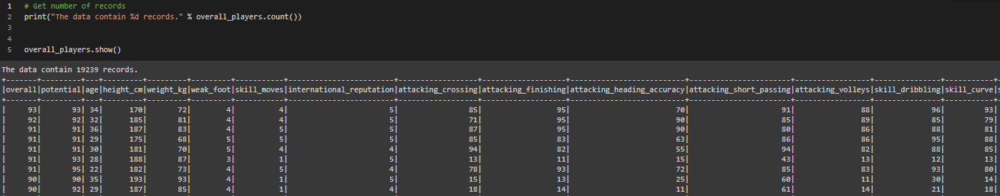 1 # Get number of records
2 print("The data contain %d records." % overall_players.count())
3
4
5 overall_players.show()
The data contain 19239 records.
+-------+---------+---+---------+---------+---------+-----------+------------------------+------------------+-------------------+--------------------------+-----------------------+-----------------+---------------+-----------+-
|overall|potential|age|height_cm|weight_kg|weak_foot|skill_moves|international_reputation|attacking_crossing|attacking_finishing|attacking_heading_accuracy|attacking_short_passing|attacking_volleys|skill_dribbling|skill_curve|s
+-------+---------+---+---------+---------+---------+-----------+------------------------+------------------+-------------------+--------------------------+-----------------------+-----------------+---------------+-----------+-
| 93| 93| 34| 170| 72| 4| 4| 5| 85| 95| 70| 91| 88| 96| 93|
| 92| 92| 32| 185| 81| 4| 4| 5| 71| 95| 90| 85| 89| 85| 79|
| 91| 91| 36| 187| 83| 4| 5| 5| 87| 95| 90| 80| 86| 88| 81|
| 91| 91| 29| 175| 68| 5| 5| 5| 85| 83| 63| 86| 86| 95| 88|
| 91| 91| 30| 181| 70| 5| 4| 4| 94| 82| 55| 94| 82| 88| 85|
| 91| 93| 28| 188| 87| 3| 1| 5| 13| 11| 15| 43| 13| 12| 13|
| 91| 95| 22| 182| 73| 4| 5| 4| 78| 93| 72| 85| 83| 93| 80|
| 90| 90| 35| 193| 93| 4| 1| 5| 15| 13| 25| 60| 11| 30| 14|
| 90| 92| 29| 187| 85| 4| 1| 4| 18| 14| 11| 61| 14| 21| 18|